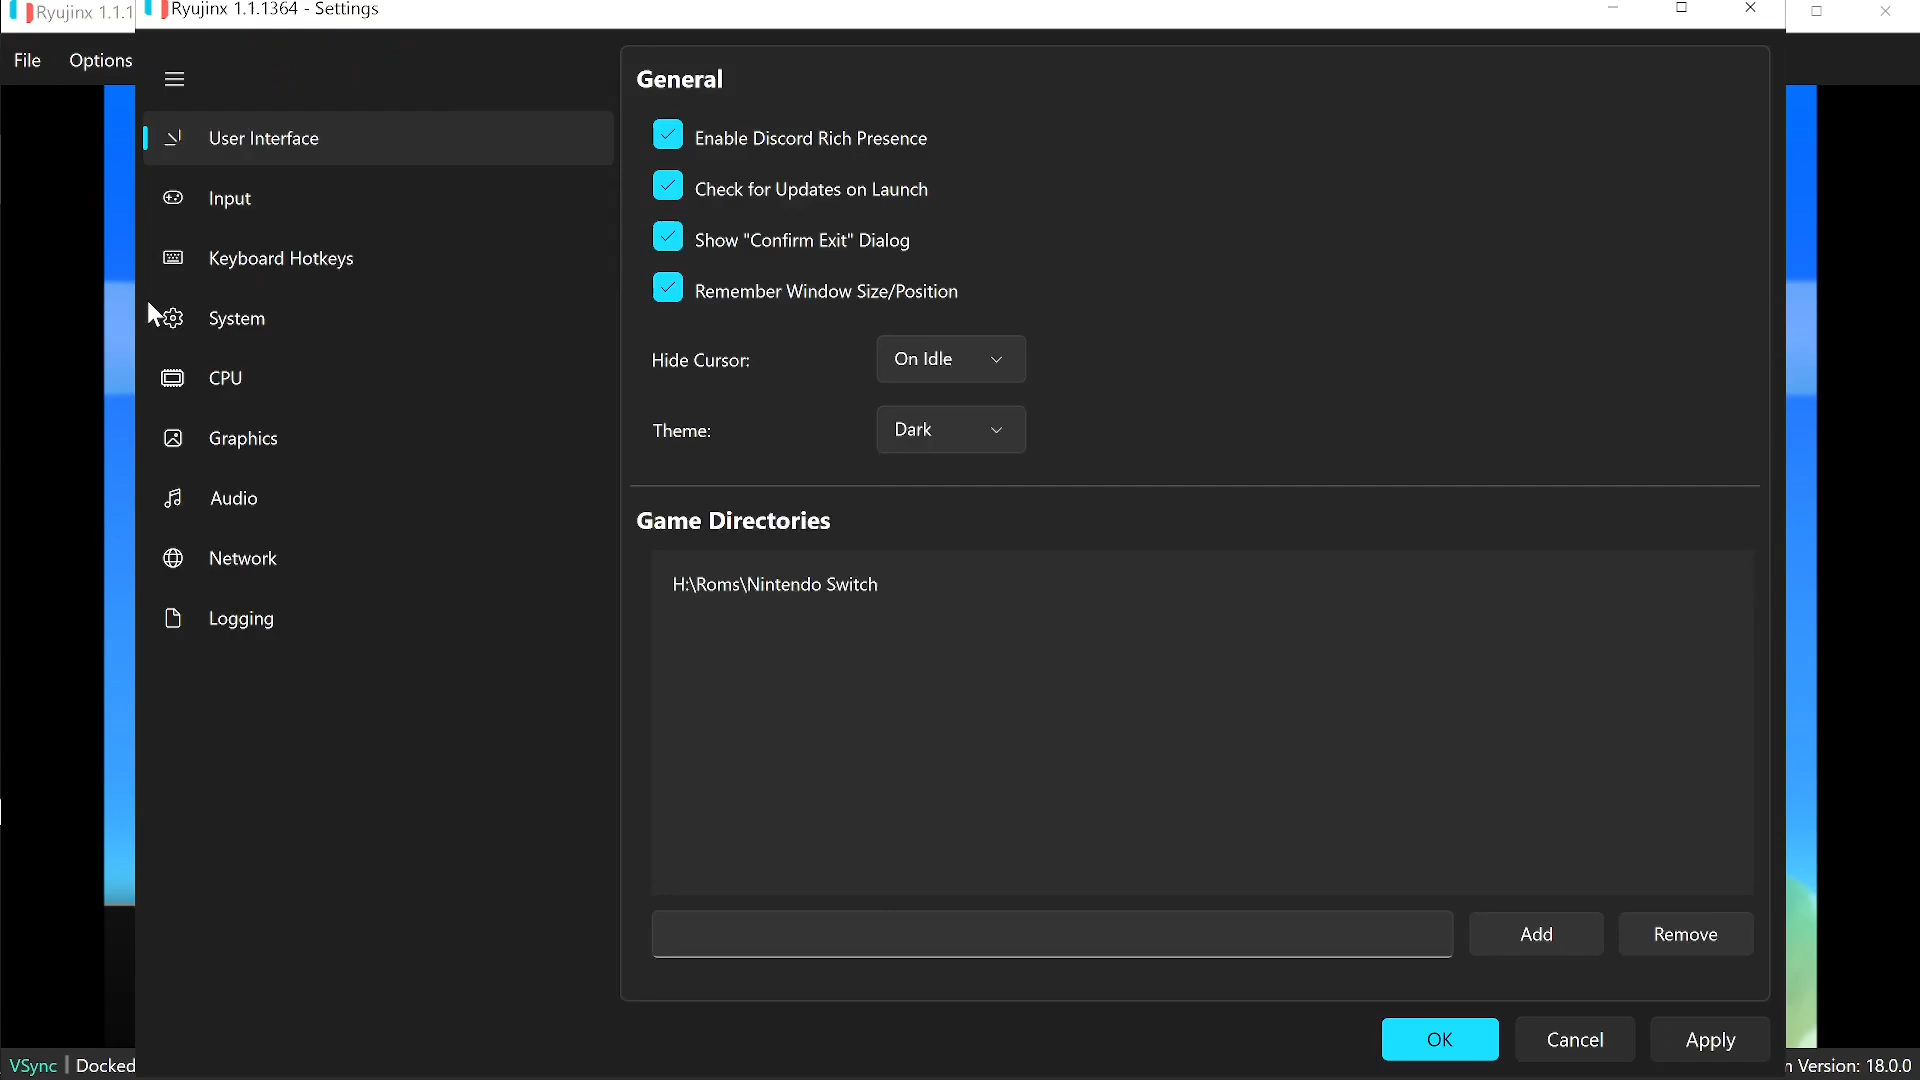 Ryujinx 1.1.1
Ryujinx 1.1.1364 - Settings
File
Options
General
User Interface
Enable Discord Rich Presence
Check for Updates on Launch
Input
Show "Confirm Exit" Dialog
Keyboard Hotkeys
Remember Window Size/Position
System
Hide Cursor:
On Idle
CPU
Theme:
Dark
Graphics
Audio
Game Directories
Network
H:\Roms\Nintendo Switch
Logging
Add
Remove
OK
Cancel
Apply
VSync
Docked
Version: 18.0.0